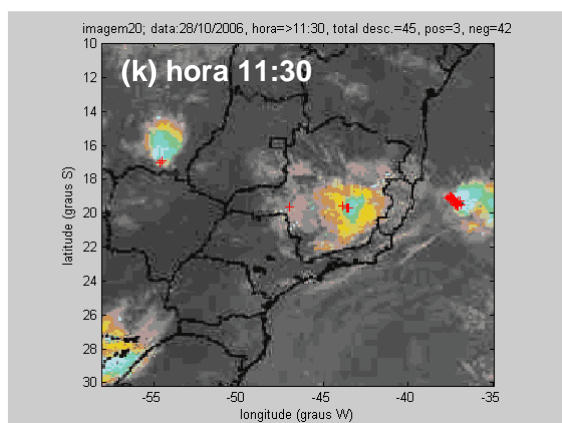 imagem20; data:28/10/2006, hora=>11:30, total desc.=45, pos=3, neg=42
(k) hora 11:30
latitude (graus S)
10
12
14
16
18
20
22
24
26
28
30
-55 -50 -45 -40 -35
longitude (graus W)